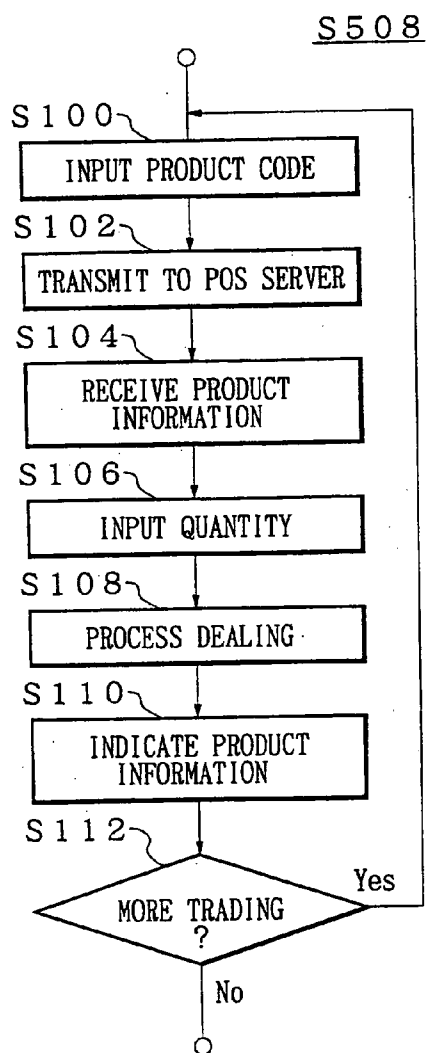 S508
S100
INPUT PRODUCT CODE
S102
TRANSMIT TO POS SERVER
S104
RECEIVE PRODUCT
INFORMATION
S106
INPUT QUANTITY
S108
PROCESS DEALING
S110
INDICATE PRODUCT
INFORMATION
S112
MORE TRADING
?
Yes
No